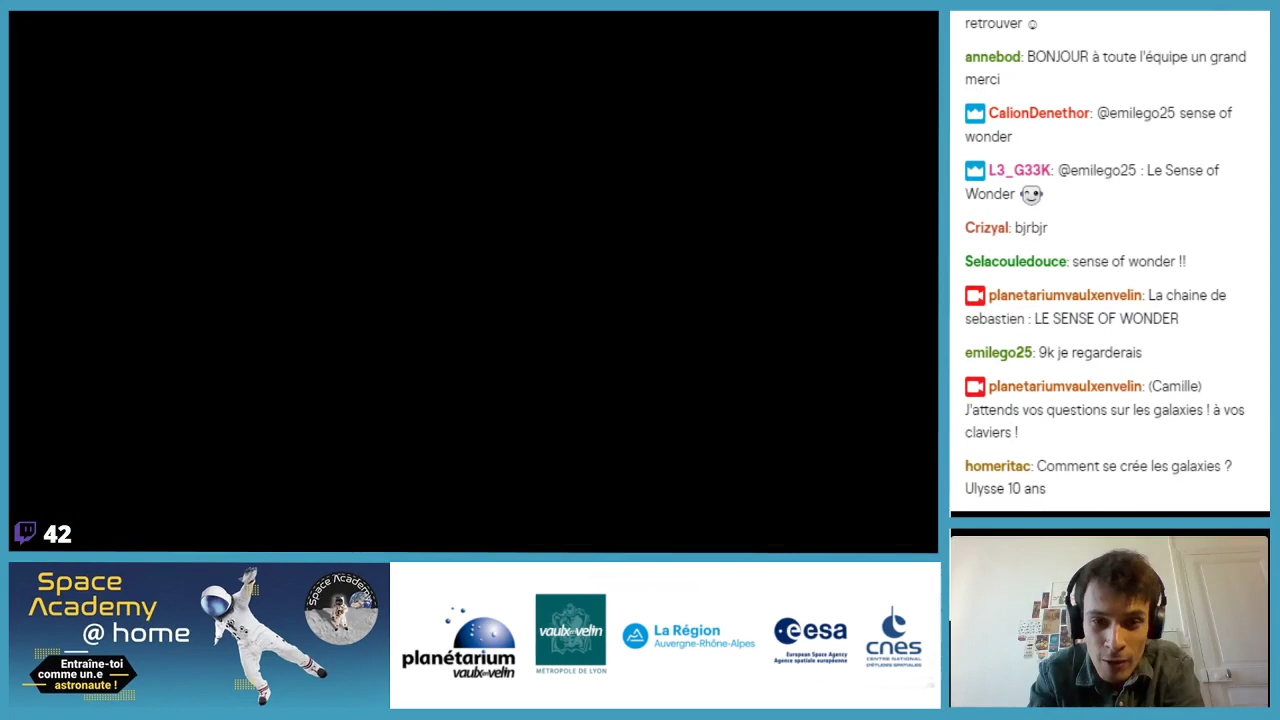 retrouver ☺
annebod: BONJOUR à toute l'équipe un grand
merci
CalionDenethor: @emilego25 sense of
wonder
L3_G33K: @emilego25 : Le Sense of
Wonder
Crizyal: bjrbjr
Selacouledouce: sense of wonder !!
planetariumvaulxenvelin: La chaine de
sebastien : LE SENSE OF WONDER
emilego25: 9k je regarderais
planetariumvaulxenvelin: (Camille)
J'attends vos questions sur les galaxies ! à vos
claviers !
homeritac: Comment se crée les galaxies ?
Ulysse 10 ans
42
Space
Academy
@ home
Entraîne-toi
comme un.e
astronaute !
Space Academy
planétarium
vaulx en velin
vaulx en velin
MÉTROPOLE DE LYON
La Région
Auvergne-Rhône-Alpes
esa
European Space Agency
Agence spatiale européenne
cnes
CENTRE NATIONAL
D'ÉTUDES SPATIALES